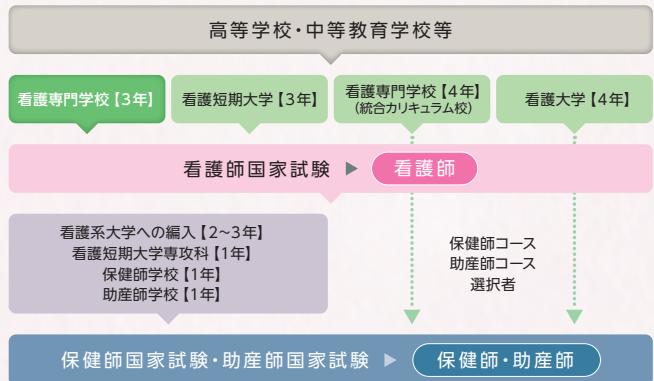 高等学校・中等教育学校等
看護専門学校【3年】
看護短期大学【3年】
看護専門学校【4年】
(統合カリキュラム校)
看護大学【4年】
看護師国家試験 ▶ 看護師
看護系大学への編入【2〜3年】
看護短期大学専攻科【1年】
保健師学校【1年】
助産師学校【1年】
保健師コース
助産師コース
選択者
保健師国家試験・助産師国家試験 ▶ 保健師・助産師